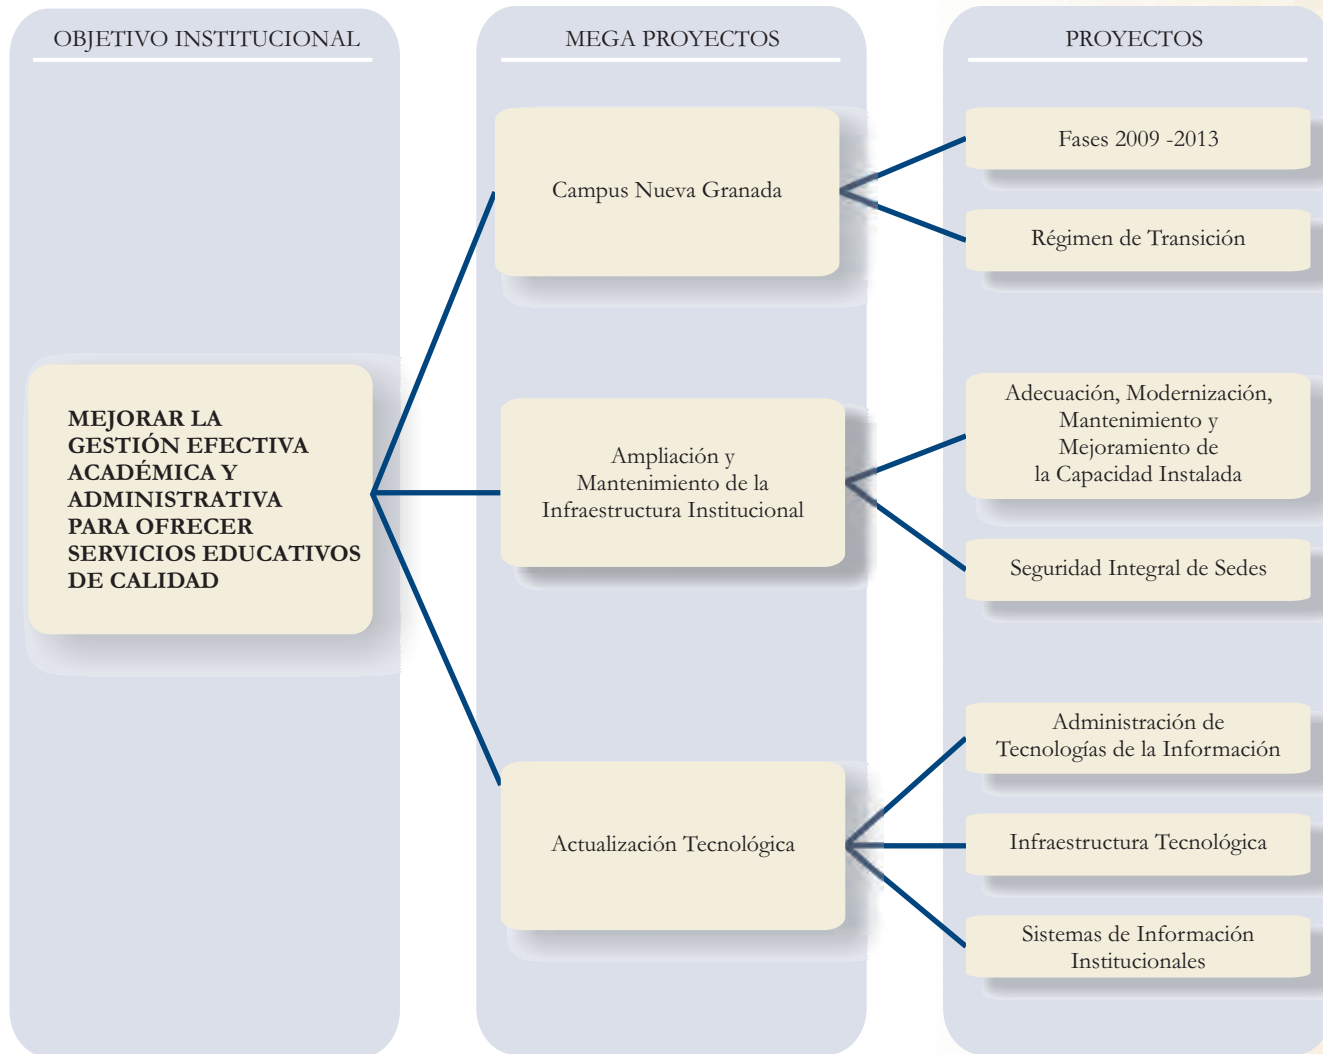 OBJETIVO INSTITUCIONAL
MEJORAR LA
GESTIÓN EFECTIVA
ACADÉMICA Y
ADMINISTRATIVA
PARA OFRECER
SERVICIOS EDUCATIVOS
DE CALIDAD
MEGA PROYECTOS
Campus Nueva Granada
Ampliación y
Mantenimiento de la
Infraestructura Institucional
Actualización Tecnológica
PROYECTOS
Fases 2009 -2013
Régimen de Transición
Adecuación, Modernización,
Mantenimiento y
Mejoramiento de
la Capacidad Instalada
Seguridad Integral de Sedes
Administración de
Tecnologías de la Información
Infraestructura Tecnológica
Sistemas de Información
Institucionales